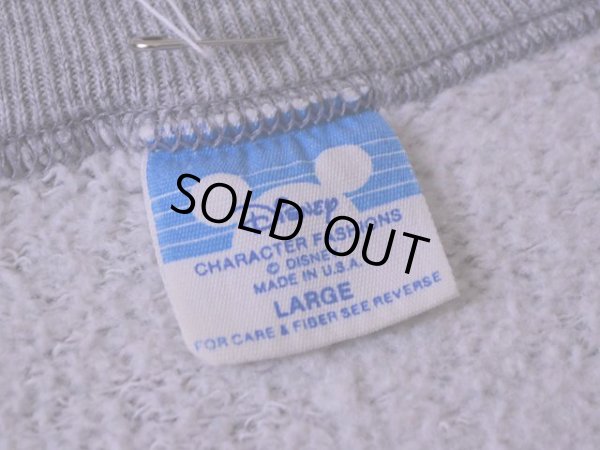 Disney
SOLD OUT
CHARACTER FASHIONS
© DISNEY
MADE IN U.S.A.
LARGE
FOR CARE & FIBER SEE REVERSE